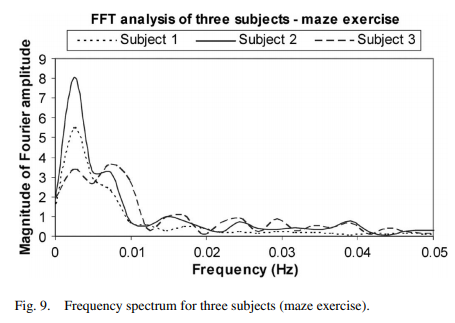 FFT analysis of three subjects - maze exercise
Subject 1 Subject 2 Subject 3
Magnitude of Fourier amplitude
9
8
7
6
5
4
3
2
1
0
0 0.01 0.02 0.03 0.04 0.05
Frequency (Hz)
Fig. 9. Frequency spectrum for three subjects (maze exercise).